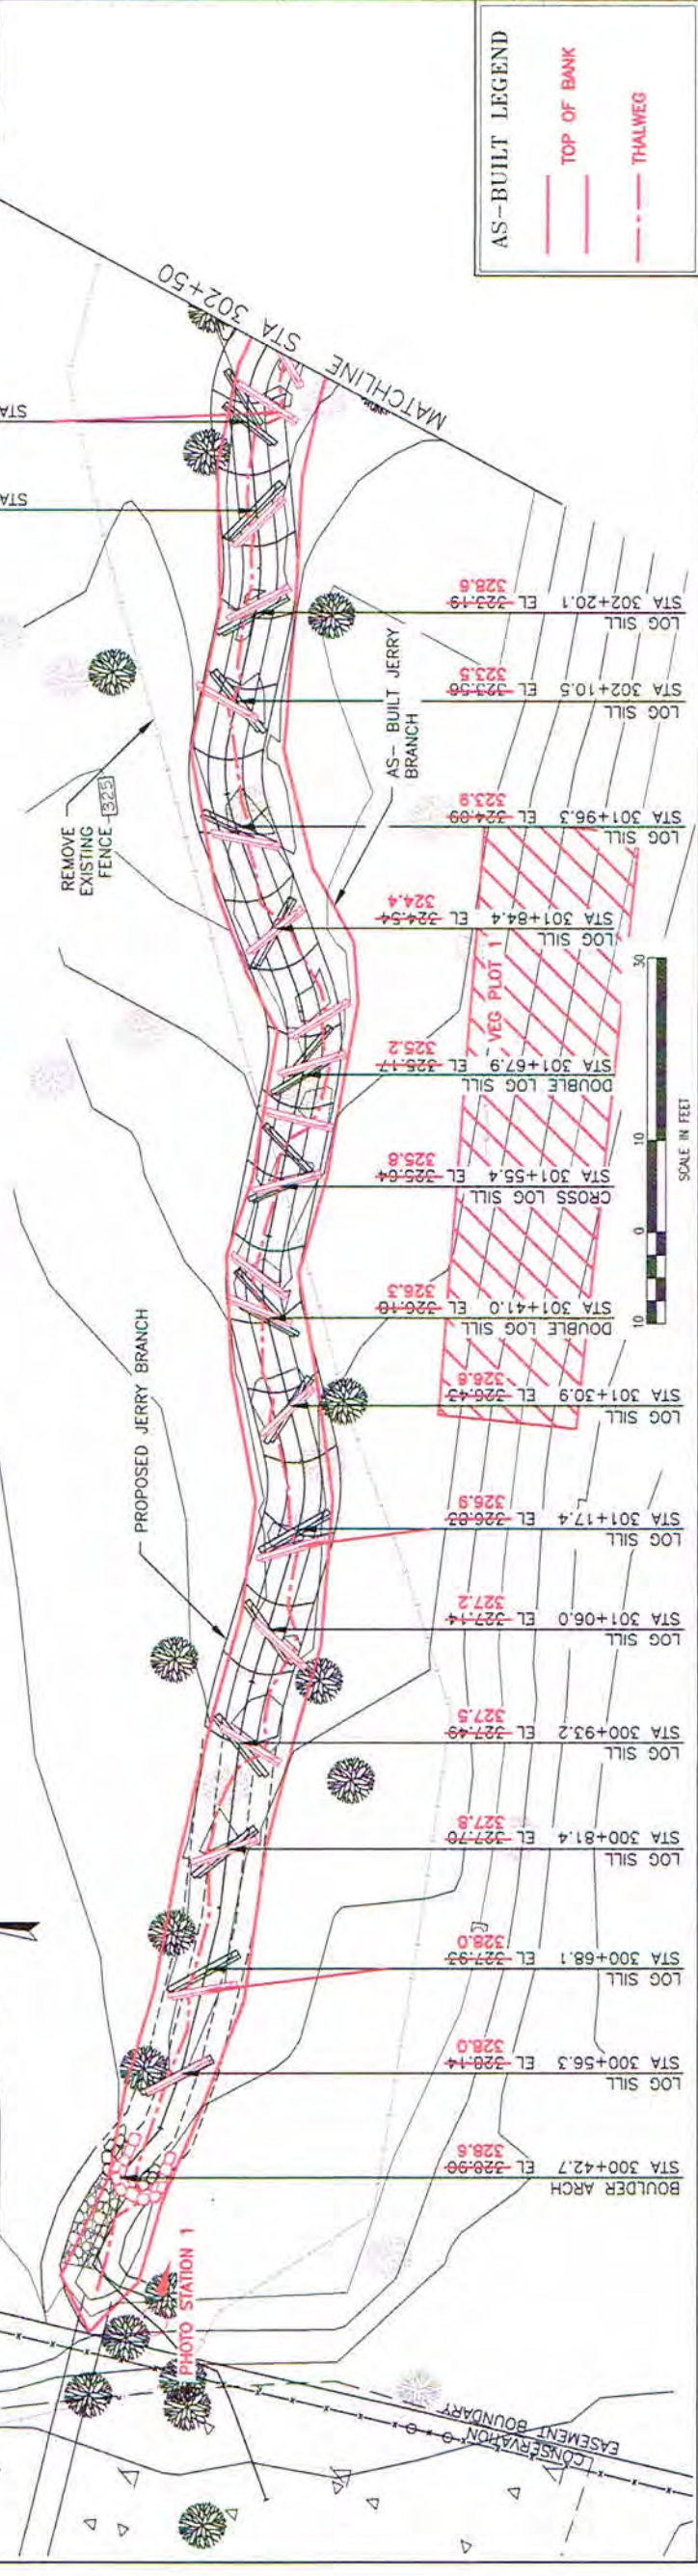 AS-BUILT LEGEND
TOP OF BANK
THALWEG
MATCHLINE STA 302+50
STA
STA
REMOVE
EXISTING
FENCE
325
AS- BUILT JERRY
BRANCH
PROPOSED JERRY BRANCH
PHOTO STATION 1
VEG PLOT 1
BOULDER ARCH
STA 300+42.7 EL 328.90
328.6
LOG SILL
STA 300+56.3 EL 328.14
328.0
LOG SILL
STA 300+68.1 EL 327.93
328.0
LOG SILL
STA 300+81.4 EL 327.70
327.8
LOG SILL
STA 300+93.2 EL 327.49
327.5
LOG SILL
STA 301+06.0 EL 327.14
327.2
LOG SILL
STA 301+17.4 EL 326.83
326.9
LOG SILL
STA 301+30.9 EL 326.43
326.6
DOUBLE LOG SILL
STA 301+41.0 EL 326.18
326.3
CROSS LOG SILL
STA 301+55.4 EL 325.64
325.8
DOUBLE LOG SILL
STA 301+67.9 EL 325.17
325.2
LOG SILL
STA 301+84.4 EL 324.54
324.4
LOG SILL
STA 301+96.3 EL 324.09
323.9
LOG SILL
STA 302+10.5 EL 323.56
323.5
LOG SILL
STA 302+20.1 EL 323.19
328.6
10 0 10 30
SCALE IN FEET
CONSERVATION
EASEMENT BOUNDARY